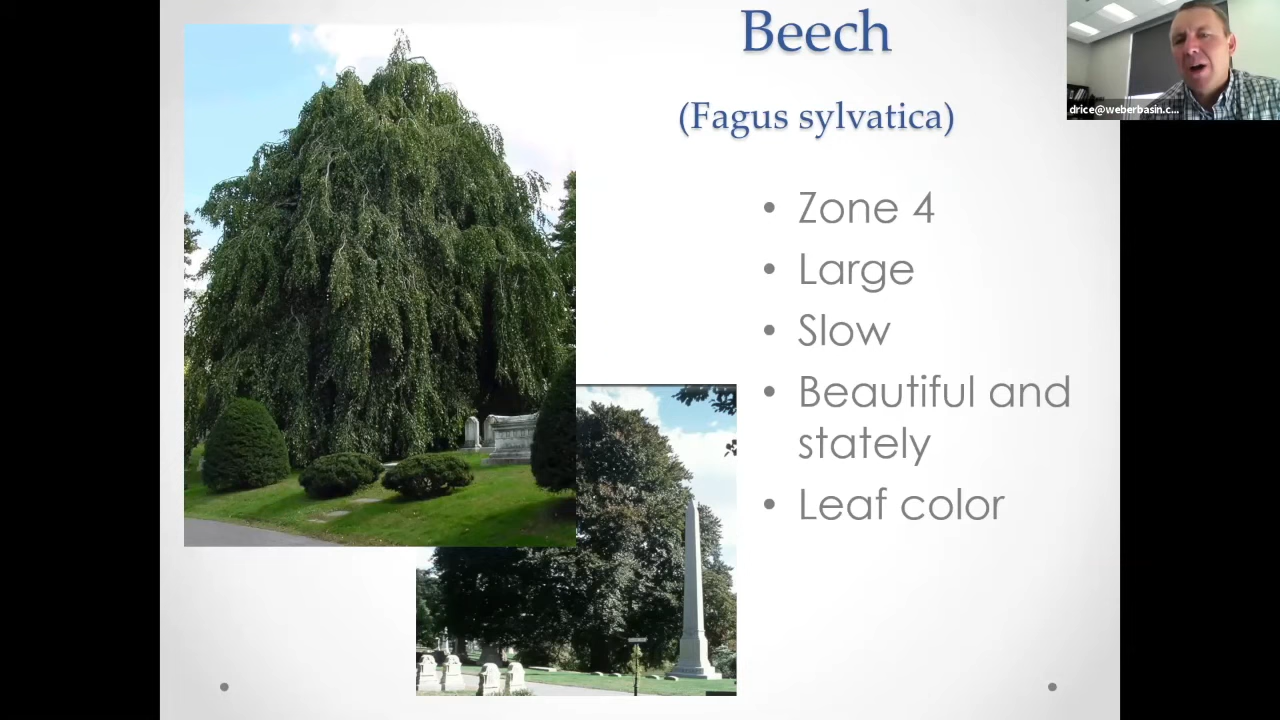 Beech
(Fagus sylvatica)
drice@weberbasin.c...
• Zone 4
• Large
• Slow
• Beautiful and
stately
• Leaf color